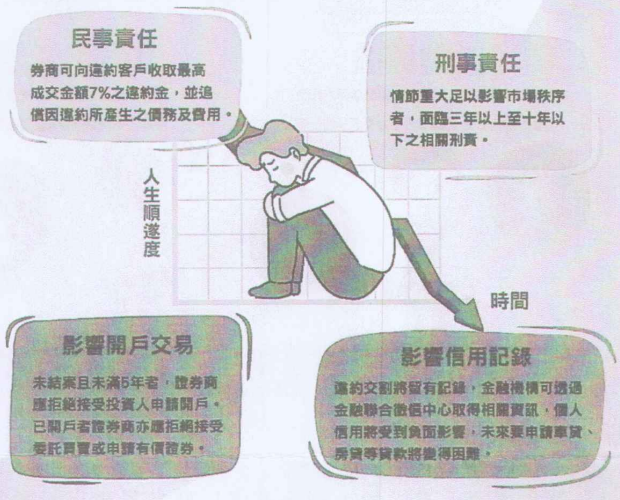 民事責任
券商可向違約客戶收取最高
成交金額7%之違約金，並追
償因違約所產生之債務及費用。
刑事責任
情節重大足以影響市場秩序
者，面臨三年以上至十年以
下之相關刑責。
人生順遂度
時間
影響開戶交易
未結案且未滿5年者，證券商
應拒絕接受投資人申請開戶。
已開戶者證券商亦應拒絕接受
委託買賣或申請有價證券。
影響信用記錄
違約交割將留有記錄，金融機構可透過
金融聯合徵信中心取得相關資訊，個人
信用將受到負面影響，未來要申請車貸、
房貸等貸款將變得困難。